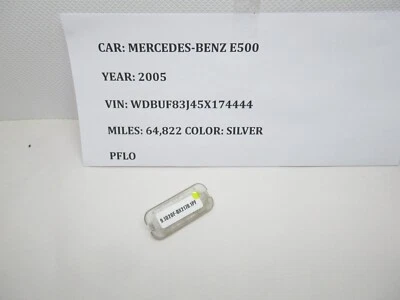 CAR: MERCEDES-BENZ E500
YEAR: 2005
VIN: WDBUF83J45X174444
MILES: 64,822 COLOR: SILVER
PFLO